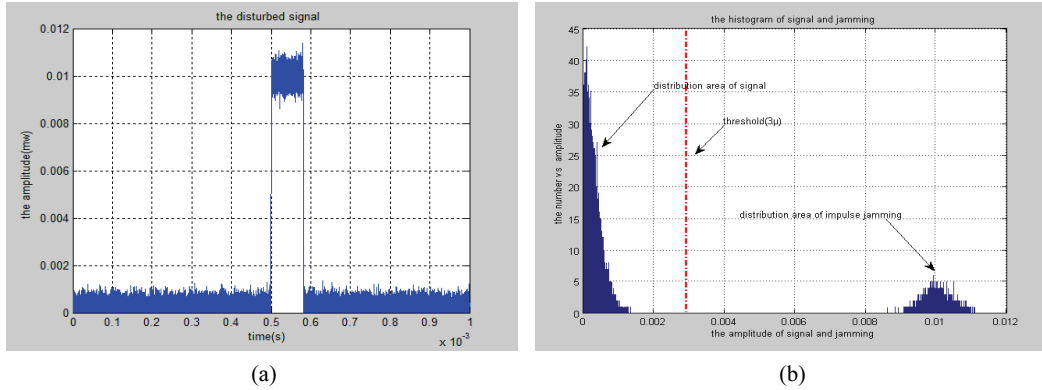 the disturbed signal
0.012
0.01
0.008
0.006
0.004
0.002
0
the amplitude(mw)
0 0.1 0.2 0.3 0.4 0.5 0.6 0.7 0.8 0.9 1
time(s)
x 10⁻³
(a)
the histogram of signal and jamming
45
40
35
30
25
20
15
10
5
0
the number vs amplitude
distribution area of signal
threshold(3μ)
distribution area of impulse jamming
0 0.002 0.004 0.006 0.008 0.01 0.012
the amplitude of signal and jamming
(b)